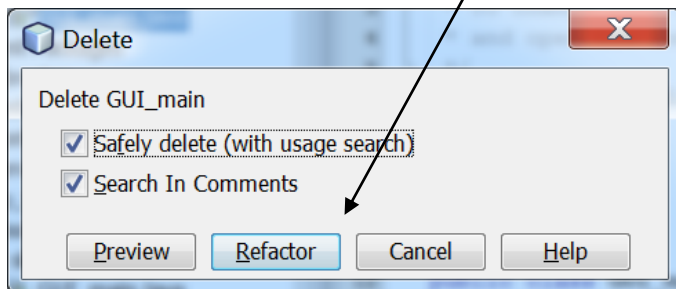 Delete
Delete GUI_main
Safely delete (with usage search)
Search In Comments
Preview Refactor Cancel Help